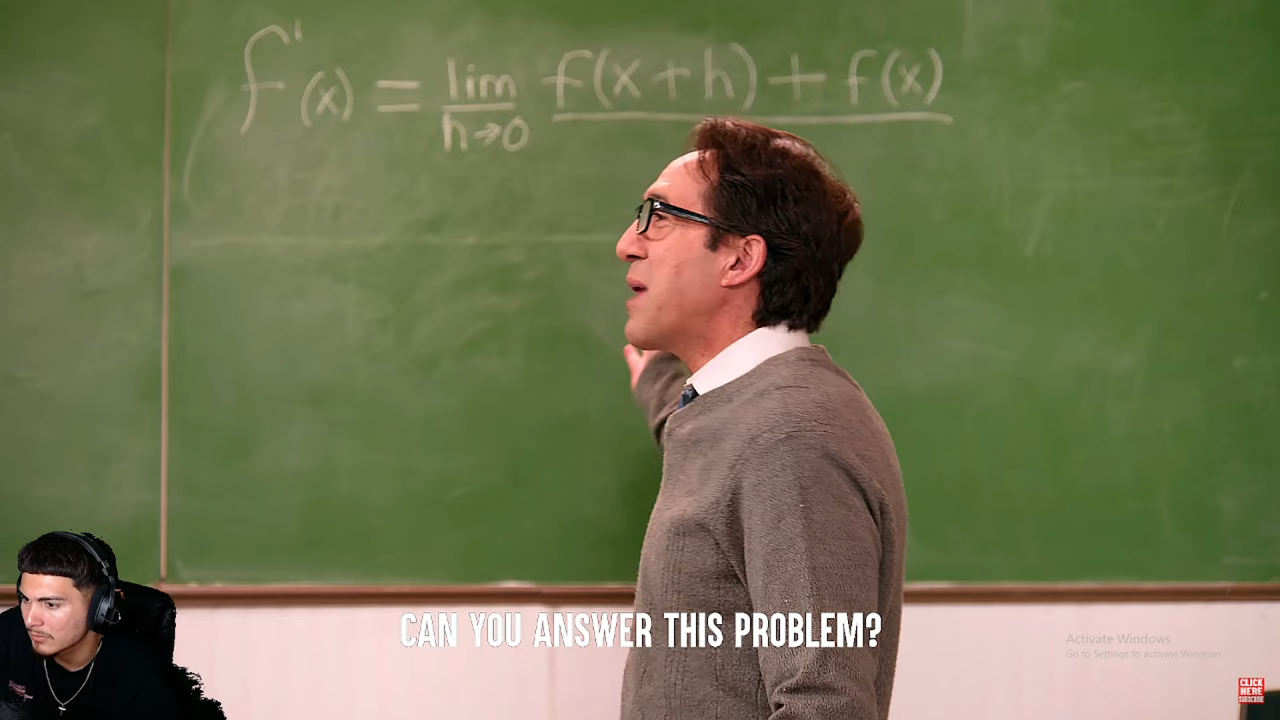 f'(x) = lim f(x+h) + f(x)
h→0
CAN YOU ANSWER THIS PROBLEM?
Activate Windows
Go to Settings to activate Windows.
CLICK
HERE
SUBSCRIBE